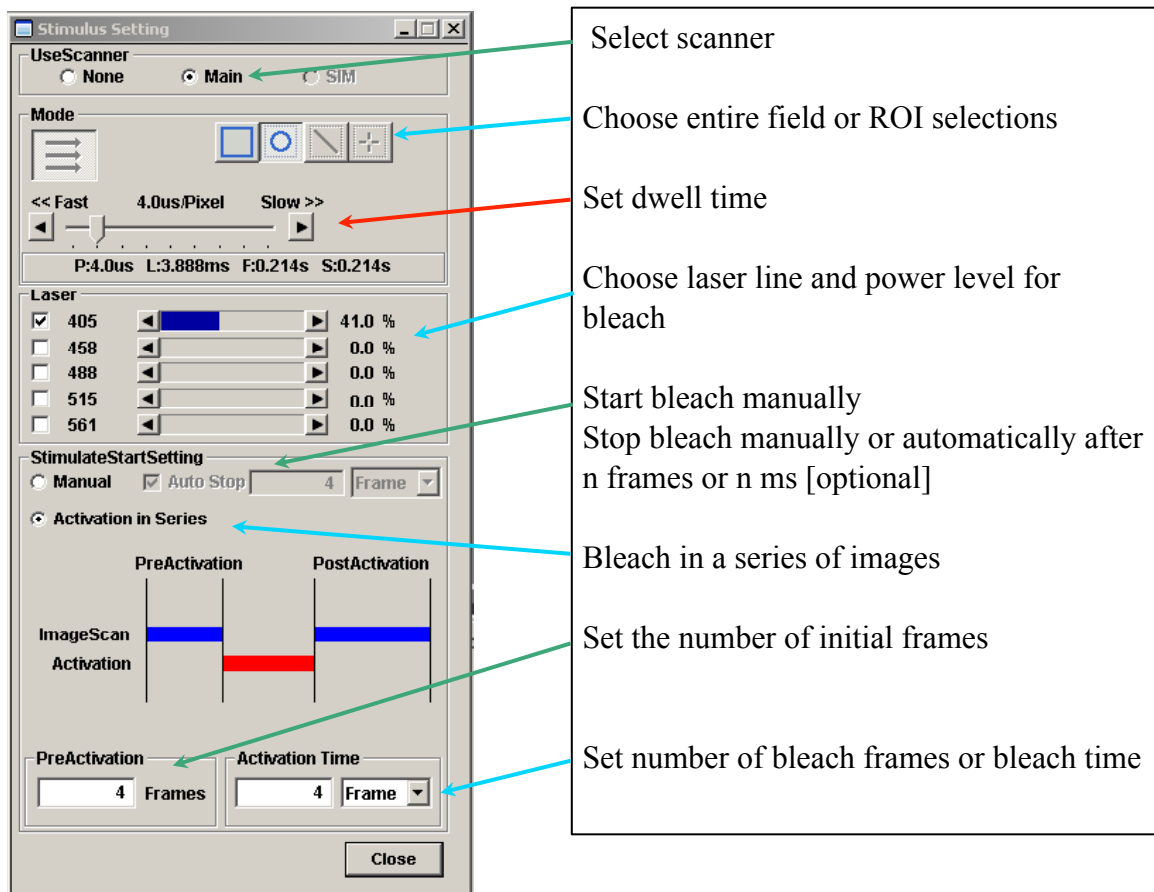 Stimulus Setting
UseScanner
None Main SIM
Mode
<< Fast 4.0us/Pixel Slow >>
P:4.0us L:3.888ms F:0.214s S:0.214s
Laser
405 41.0 %
458 0.0 %
488 0.0 %
515 0.0 %
561 0.0 %
StimulateStartSetting
Manual Auto Stop 4 Frame
Activation in Series
PreActivation PostActivation
ImageScan
Activation
PreActivation Activation Time
4 Frames 4 Frame
Close
Select scanner
Choose entire field or ROI selections
Set dwell time
Choose laser line and power level for
bleach
Start bleach manually
Stop bleach manually or automatically after
n frames or n ms [optional]
Bleach in a series of images
Set the number of initial frames
Set number of bleach frames or bleach time